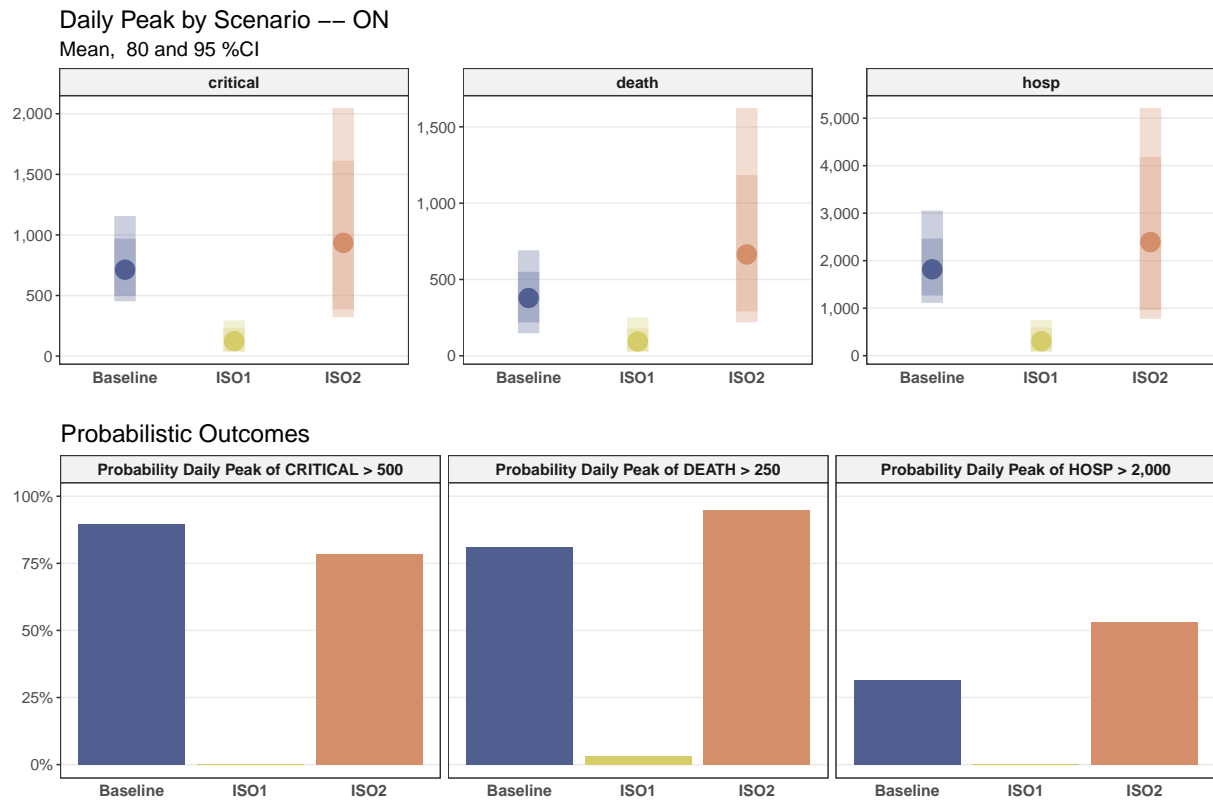 Daily Peak by Scenario −− ON
Mean,  80 and 95 %CI
critical
death
hosp
2,000
1,500
1,000
500
0
1,500
1,000
500
0
5,000
4,000
3,000
2,000
1,000
0
Baseline ISO1 ISO2
Baseline ISO1 ISO2
Baseline ISO1 ISO2
Probabilistic Outcomes
Probability Daily Peak of CRITICAL > 500
Probability Daily Peak of DEATH > 250
Probability Daily Peak of HOSP > 2,000
100%
75%
50%
25%
0%
Baseline ISO1 ISO2
Baseline ISO1 ISO2
Baseline ISO1 ISO2